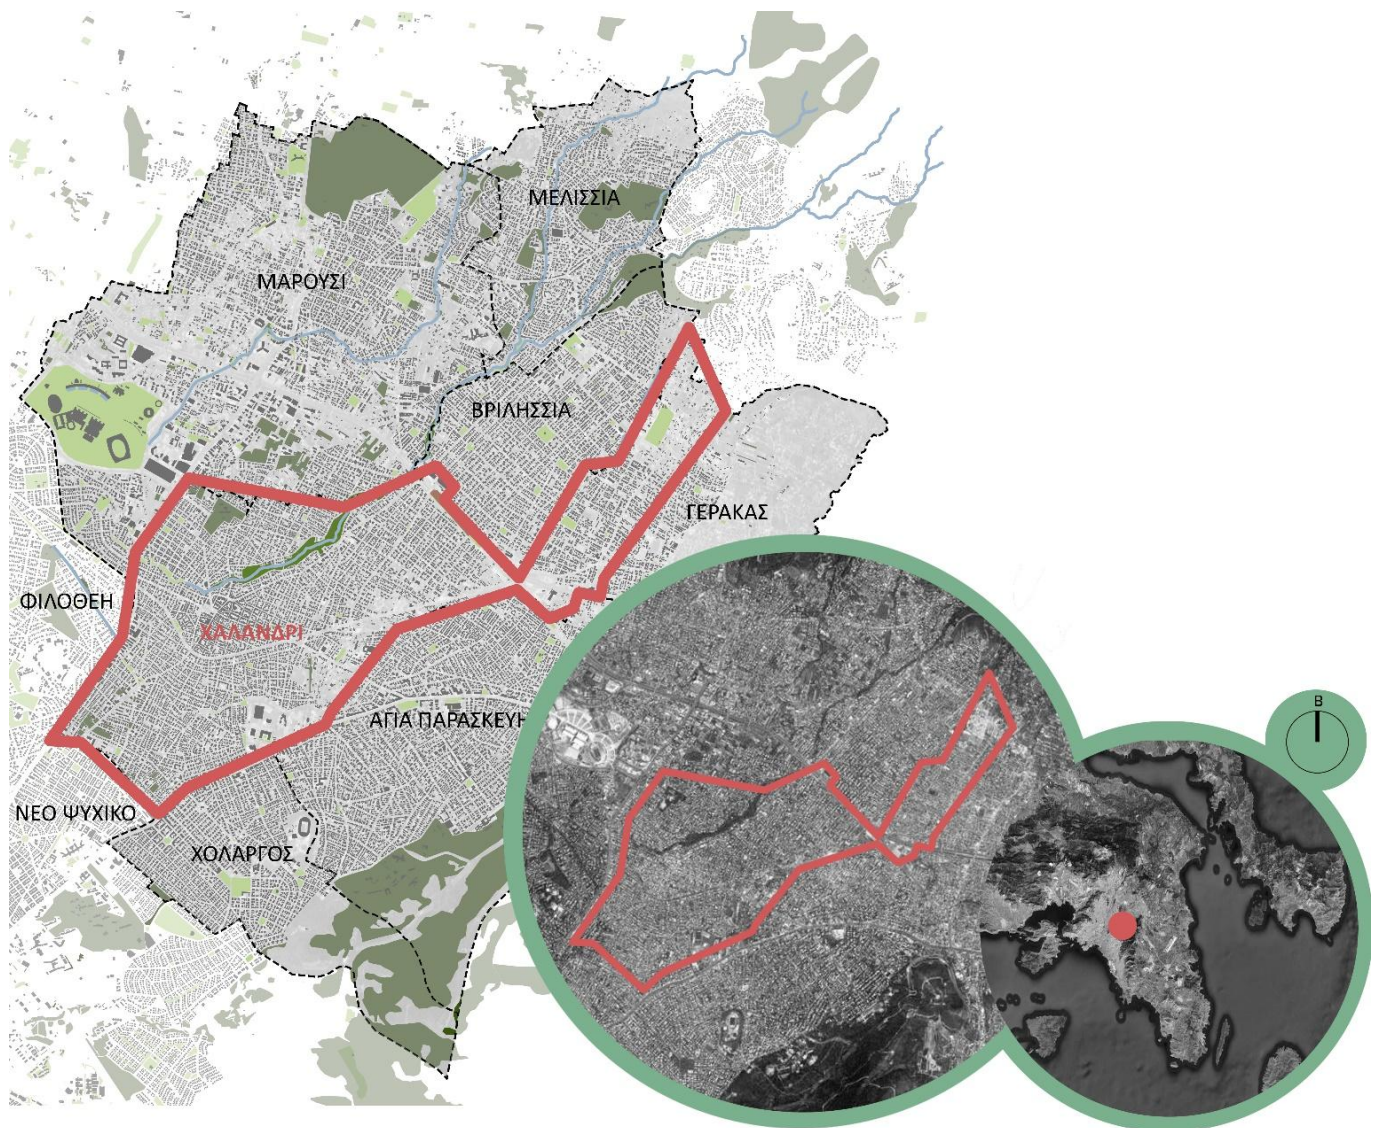 ΜΕΛΙΣΣΙΑ
ΜΑΡΟΥΣΙ
ΒΡΙΛΗΣΣΙΑ
ΓΕΡΑΚΑΣ
ΦΙΛΟΘΕΗ
ΧΑΛΑΝΔΡΙ
ΑΓΙΑ ΠΑΡΑΣΚΕΥΗ
Β
ΝΕΟ ΨΥΧΙΚΟ
ΧΟΛΑΡΓΟΣ